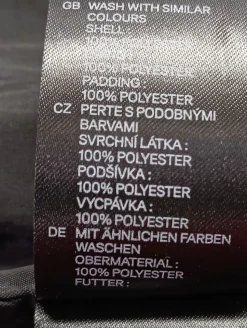 GB WASH WITH SIMILAR
COLOURS
SHELL :
100%
100% POLYESTER
PADDING :
100% POLYESTER
CZ PERTE S PODOBNÝMI
BARVAMI
SVRCHNÍ LÁTKA :
100% POLYESTER
PODŠÍVKA :
100% POLYESTER
VYCPÁVKA :
100% POLYESTER
DE MIT ÄHNLICHEN FARBEN
WASCHEN
OBERMATERIAL :
100% POLYESTER
FUTTER :